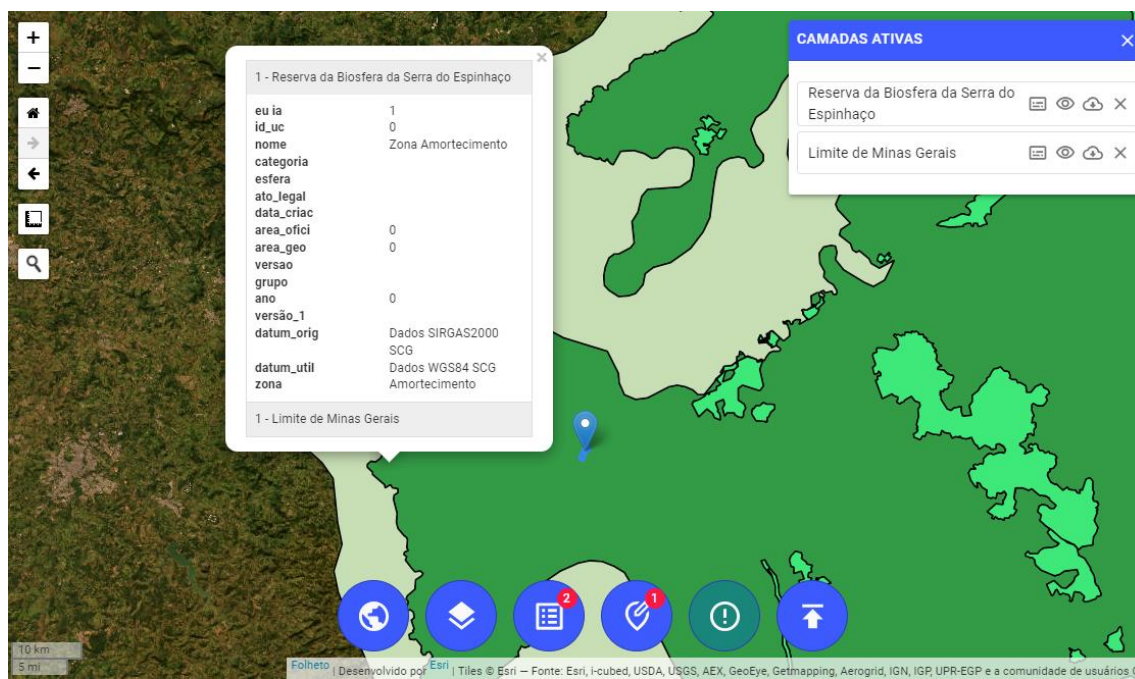 +
−
1 - Reserva da Biosfera da Serra do Espinhaço
eu ia 1
id_uc 0
nome Zona Amortecimento
categoria
esfera
ato_legal
data_criac
area_ofici 0
area_geo 0
versao
grupo
ano 0
versão_1
datum_orig Dados SIRGAS2000
SCG
datum_util Dados WGS84 SCG
zona Amortecimento
1 - Limite de Minas Gerais
CAMADAS ATIVAS
Reserva da Biosfera da Serra do
Espinhaço
Limite de Minas Gerais
2
1
10 km
5 mi
Folheto | Desenvolvido por Esri | Tiles © Esri — Fonte: Esri, i-cubed, USDA, USGS, AEX, GeoEye, Getmapping, Aerogrid, IGN, IGP, UPR-EGP e a comunidade de usuários